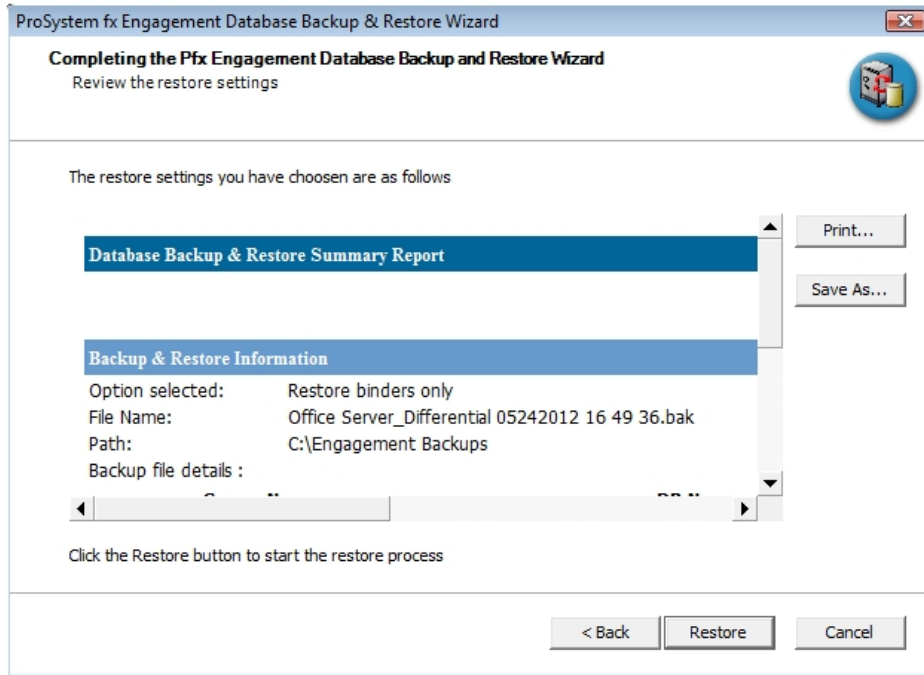 ProSystem fx Engagement Database Backup & Restore Wizard
Completing the Pfx Engagement Database Backup and Restore Wizard
Review the restore settings
The restore settings you have choosen are as follows
Print...
Database Backup & Restore Summary Report
Save As...
Backup & Restore Information
Option selected: Restore binders only
File Name: Office Server_Differential 05242012 16 49 36.bak
Path: C:\Engagement Backups
Backup file details :
Click the Restore button to start the restore process
< Back Restore Cancel